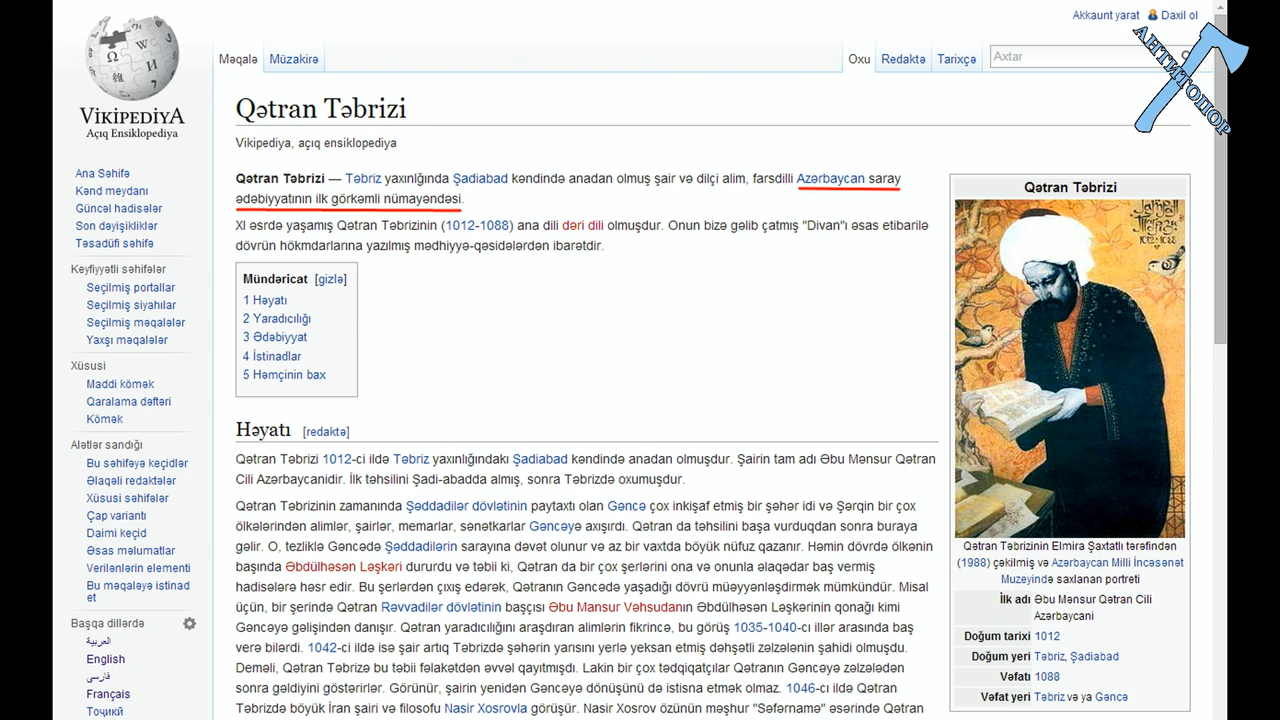 Akkaunt yarat
Daxil ol
АНТИТОПОР
VİKİPEDİYA
Açıq Ensiklopediya
Məqalə
Müzakirə
Oxu
Redaktə
Tarixçə
Axtar
Ana Səhifə
Kənd meydanı
Güncəl hadisələr
Son dəyişikliklər
Təsadüfi səhifə
Keyfiyyətli səhifələr
Seçilmiş portallar
Seçilmiş siyahılar
Seçilmiş məqalələr
Yaxşı məqalələr
Xüsusi
Maddi kömək
Qaralama dəftəri
Kömək
Alətlər sandığı
Bu səhifəyə keçidlər
Əlaqəli redaktələr
Xüsusi səhifələr
Çap variantı
Daimi keçid
Əsas məlumatlar
Verilənlərin elementi
Bu məqaləyə istinad
et
Başqa dillərdə
العربية
English
فارسی
Français
Тоҷикӣ
Qətran Təbrizi
Vikipediya, açıq ensiklopediya
Qətran Təbrizi — Təbriz yaxınlığında Şadiabad kəndində anadan olmuş şair və dilçi alim, farsdilli Azərbaycan saray
ədəbiyyatının ilk görkəmli nümayəndəsi.
XI əsrdə yaşamış Qətran Təbrizinin (1012-1088) ana dili dəri dili olmuşdur. Onun bizə gəlib çatmış "Divan"ı əsas etibarilə
dövrün hökmdarlarına yazılmış mədhiyyə-qəsidələrdən ibarətdir.
Mündəricat [gizlə]
1 Həyatı
2 Yaradıcılığı
3 Ədəbiyyat
4 İstinadlar
5 Həmçinin bax
Həyatı [redaktə]
Qətran Təbrizi 1012-ci ildə Təbriz yaxınlığındakı Şadiabad kəndində anadan olmuşdur. Şairin tam adı Əbu Mənsur Qətran
Cili Azərbaycanidir. İlk təhsilini Şadi-abadda almış, sonra Təbrizdə oxumuşdur.
Qətran Təbrizinin zamanında Şəddadilər dövlətinin paytaxtı olan Gəncə çox inkişaf etmiş bir şəhər idi və Şərqin bir çox
ölkələrindən alimlər, şairlər, memarlar, sənətkarlar Gəncəyə axışırdı. Qətran da təhsilini başa vurduqdan sonra buraya
gəlir. O, tezliklə Gəncədə Şəddadilərin sarayına dəvət olunur və az bir vaxtda böyük nüfuz qazanır. Həmin dövrdə ölkənin
başında Əbdülhəsən Ləşkəri dururdu və təbii ki, Qətran da bir çox şerlərini ona və onunla əlaqədar baş vermiş
hadisələrə həsr edir. Bu şerlərdən çıxış edərək, Qətranın Gəncədə yaşadığı dövrü müəyyənləşdirmək mümkündür. Misal
üçün, bir şerində Qətran Rəvvadilər dövlətinin başçısı Əbu Mansur Vəhsudanın Əbdülhəsən Ləşkərinin qonağı kimi
Gəncəyə gəlişindən danışır. Qətran yaradıcılığını araşdıran alimlərin fikrincə, bu görüş 1035-1040-cı illər arasında baş
verə bilərdi. 1042-ci ildə isə şair artıq Təbrizdə şəhərin yarısını yerlə yeksan etmiş dəhşətli zəlzələnin şahidi olmuşdu.
Deməli, Qətran Təbrizə bu təbii fəlakətdən əvvəl qayıtmışdı. Lakin bir çox tədqiqatçılar Qətranın Gəncəyə zəlzələdən
sonra gəldiyini göstərirlər. Görünür, şairin yenidən Gəncəyə dönüşünü də istisna etmək olmaz. 1046-cı ildə Qətran
Təbrizdə böyük İran şairi və filosofu Nasir Xosrovla görüşür. Nasir Xosrov özünün məşhur "Səfərnamə" əsərində Qətran
Qətran Təbrizi
1012-1088
Qətran Təbrizinin Elmira Şaxtatlı tərəfindən
(1988) çəkilmiş və Azərbaycan Milli İncəsənət
Muzeyində saxlanan portreti
İlk adı Əbu Mənsur Qətran Cili
Azərbaycani
Doğum tarixi 1012
Doğum yeri Təbriz, Şadiabad
Vəfatı 1088
Vəfat yeri Təbriz və ya Gəncə